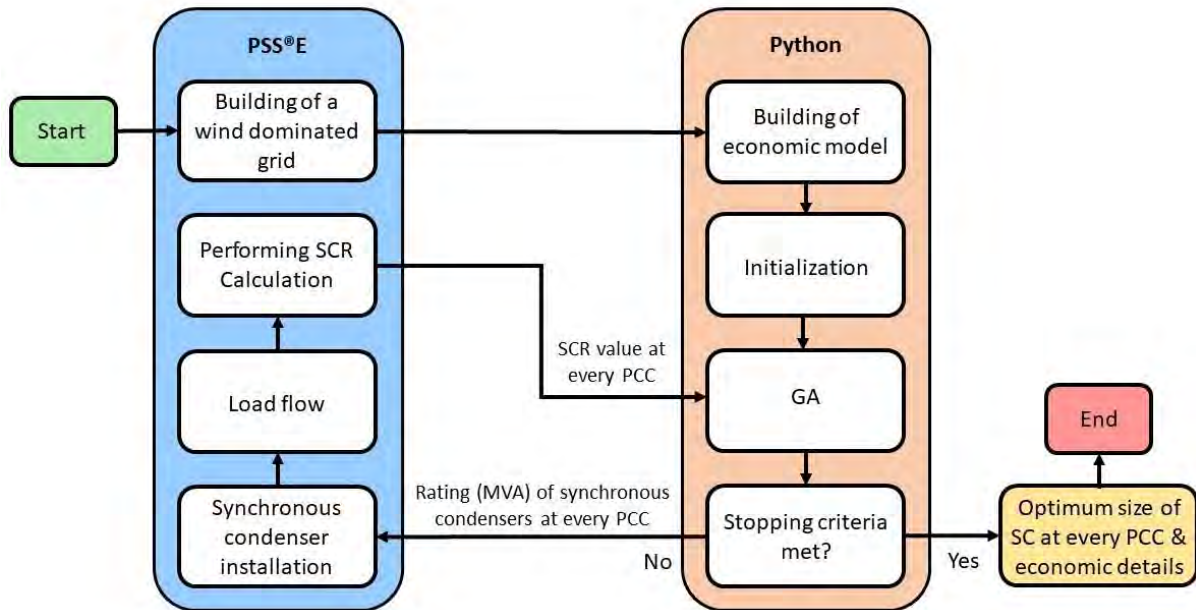 PSS®E
Python
Start
Building of a
wind dominated
grid
Building of
economic model
Performing SCR
Calculation
Initialization
SCR value at
every PCC
Load flow
GA
End
Rating (MVA) of synchronous
condensers at every PCC
Synchronous
condenser
installation
No
Stopping criteria
met?
Yes
Optimum size of
SC at every PCC &
economic details